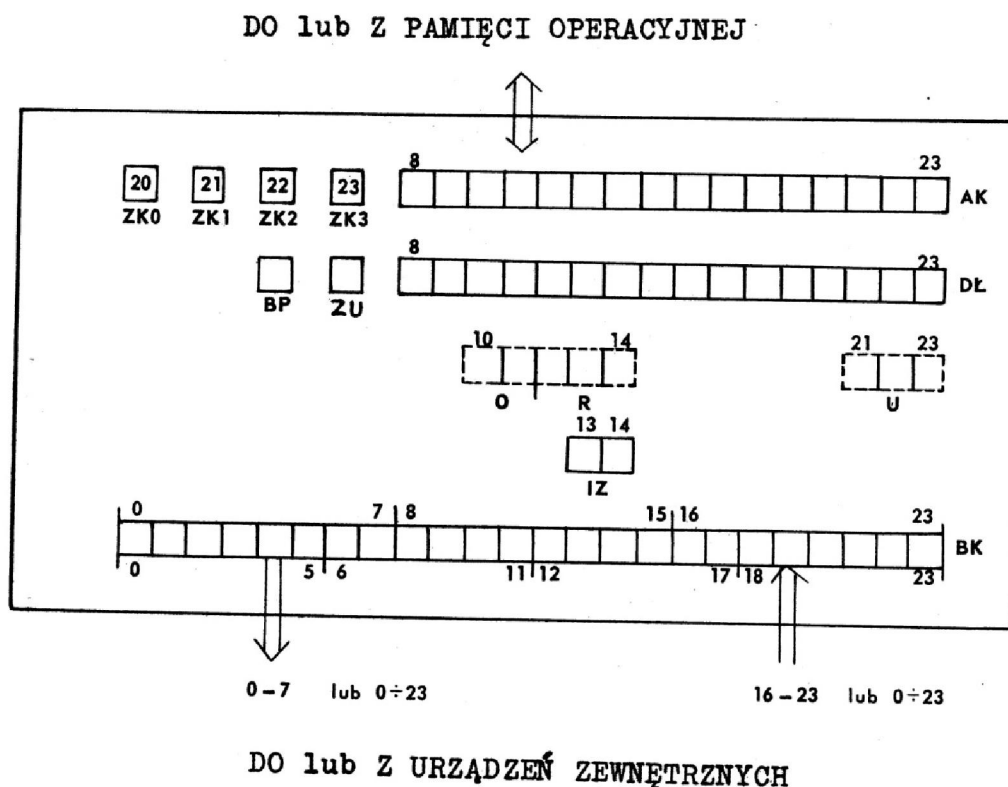 DO lub Z PAMIĘCI OPERACYJNEJ
20 21 22 23 8 23
ZK0 ZK1 ZK2 ZK3 AK
8 23
BP ZU DŁ
10 14 21 23
O R U
13 14
IZ
0 7 8 15 16 23
BK
0 5 6 11 12 17 18 23
0–7 lub 0÷23 16–23 lub 0÷23
DO lub Z URZĄDZEŃ ZEWNĘTRZNYCH